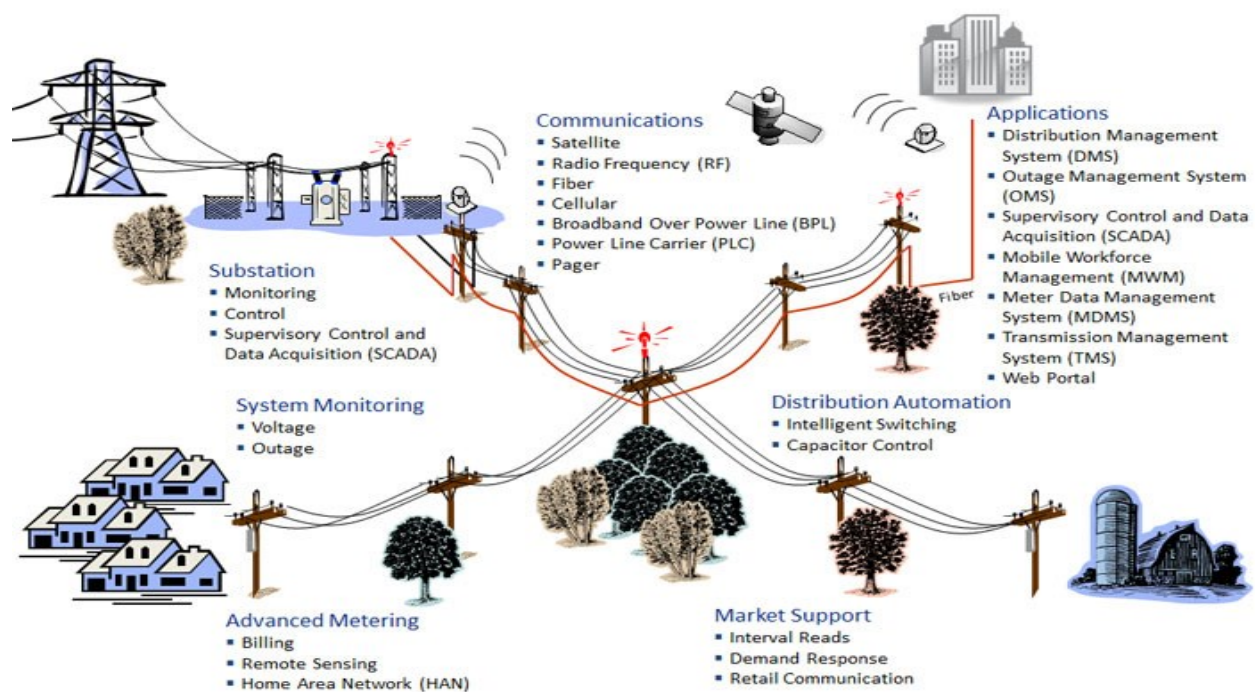 Communications
▪ Satellite
▪ Radio Frequency (RF)
▪ Fiber
▪ Cellular
▪ Broadband Over Power Line (BPL)
▪ Power Line Carrier (PLC)
▪ Pager
Applications
▪ Distribution Management
System (DMS)
▪ Outage Management System
(OMS)
▪ Supervisory Control and Data
Acquisition (SCADA)
▪ Mobile Workforce
Management (MWM)
▪ Meter Data Management
System (MDMS)
▪ Transmission Management
System (TMS)
▪ Web Portal
Fiber
Substation
▪ Monitoring
▪ Control
▪ Supervisory Control and
Data Acquisition (SCADA)
System Monitoring
▪ Voltage
▪ Outage
Distribution Automation
▪ Intelligent Switching
▪ Capacitor Control
Advanced Metering
▪ Billing
▪ Remote Sensing
▪ Home Area Network (HAN)
Market Support
▪ Interval Reads
▪ Demand Response
▪ Retail Communication